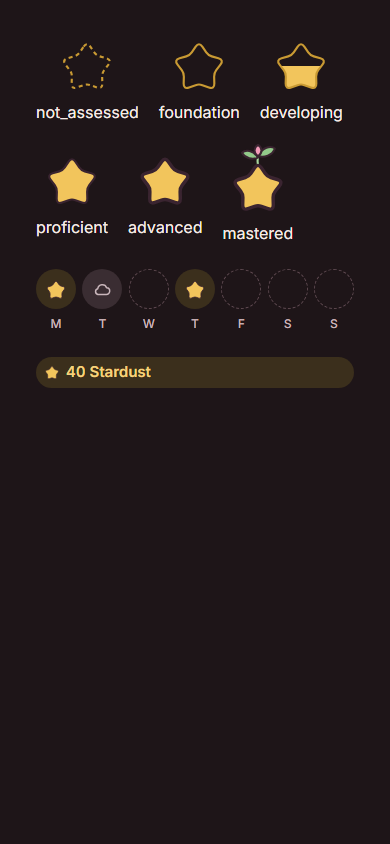 not_assessed foundation developing
proficient advanced mastered
M T W T F S S
40 Stardust